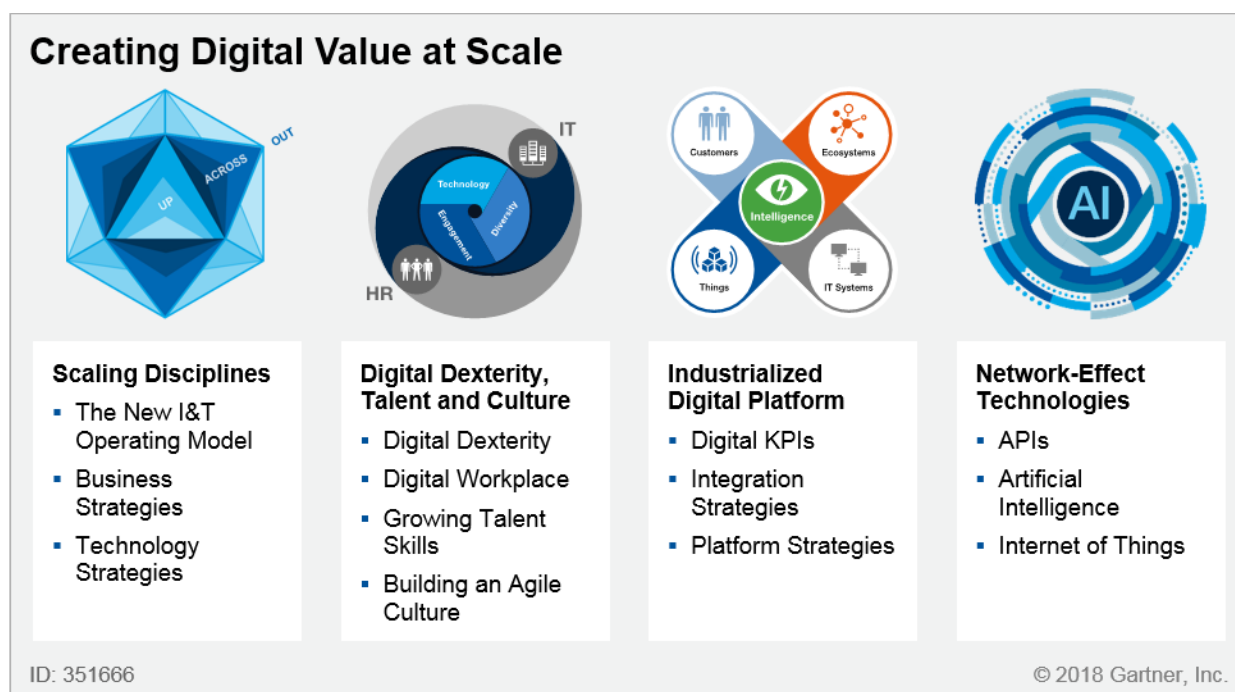 Creating Digital Value at Scale
OUT
ACROSS
UP
IT
Technology
Engagement
Diversity
HR
Customers
Ecosystems
Intelligence
Things
IT Systems
AI
Scaling Disciplines
▪ The New I&T
Operating Model
▪ Business
Strategies
▪ Technology
Strategies
Digital Dexterity,
Talent and Culture
▪ Digital Dexterity
▪ Digital Workplace
▪ Growing Talent
Skills
▪ Building an Agile
Culture
Industrialized
Digital Platform
▪ Digital KPIs
▪ Integration
Strategies
▪ Platform Strategies
Network-Effect
Technologies
▪ APIs
▪ Artificial
Intelligence
▪ Internet of Things
ID: 351666
© 2018 Gartner, Inc.